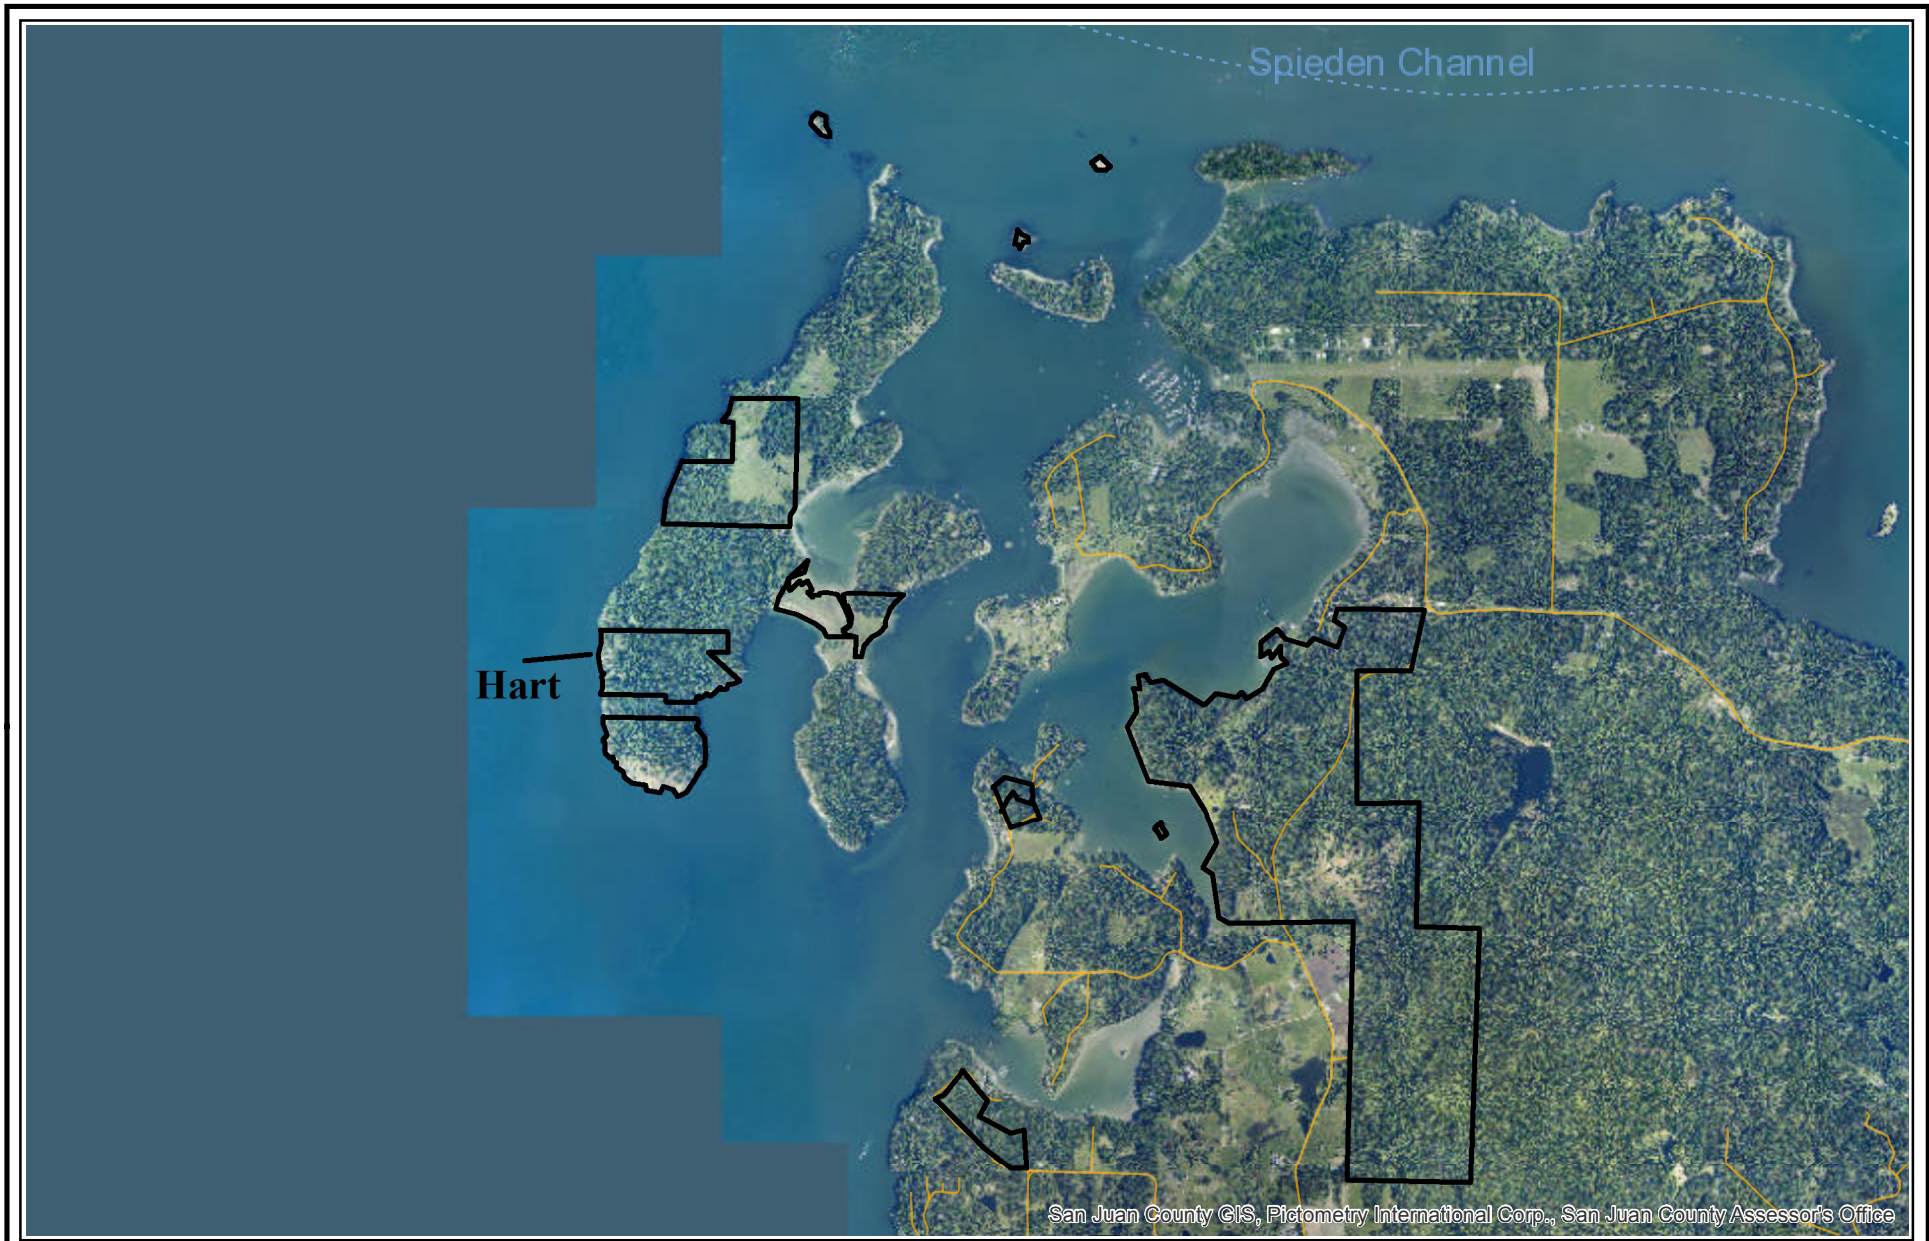 Spieden Channel
Hart
San Juan County GIS, Pictometry International Corp., San Juan County Assessor's Office